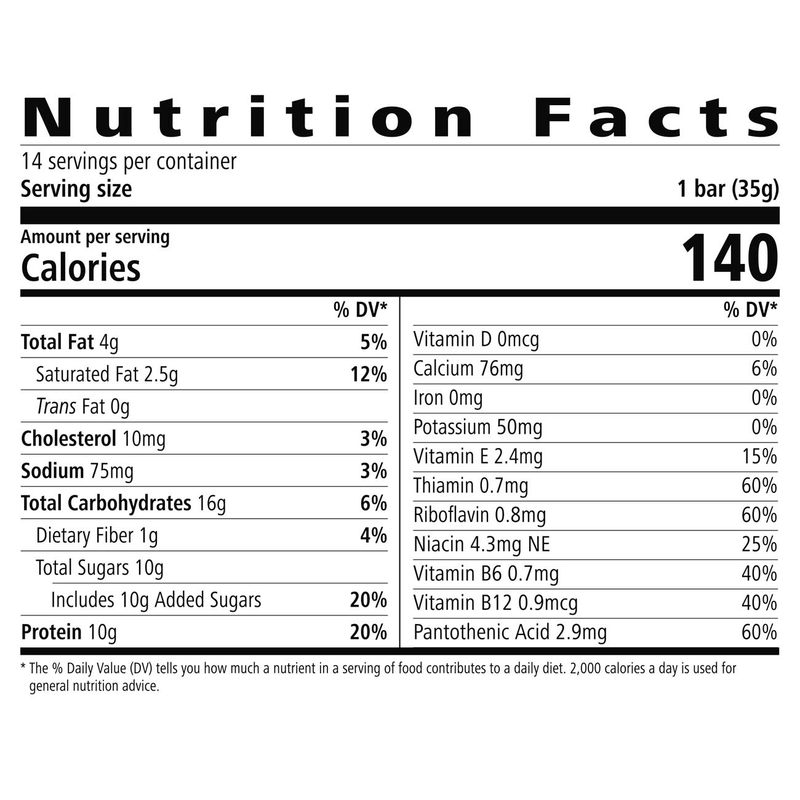 Nutrition Facts
14 servings per container
Serving size 1 bar (35g)
Amount per serving
Calories 140
% DV*
Total Fat 4g 5%
Saturated Fat 2.5g 12%
Trans Fat 0g
Cholesterol 10mg 3%
Sodium 75mg 3%
Total Carbohydrates 16g 6%
Dietary Fiber 1g 4%
Total Sugars 10g
Includes 10g Added Sugars 20%
Protein 10g 20%
% DV*
Vitamin D 0mcg 0%
Calcium 76mg 6%
Iron 0mg 0%
Potassium 50mg 0%
Vitamin E 2.4mg 15%
Thiamin 0.7mg 60%
Riboflavin 0.8mg 60%
Niacin 4.3mg NE 25%
Vitamin B6 0.7mg 40%
Vitamin B12 0.9mcg 40%
Pantothenic Acid 2.9mg 60%
* The % Daily Value (DV) tells you how much a nutrient in a serving of food contributes to a daily diet. 2,000 calories a day is used for
general nutrition advice.